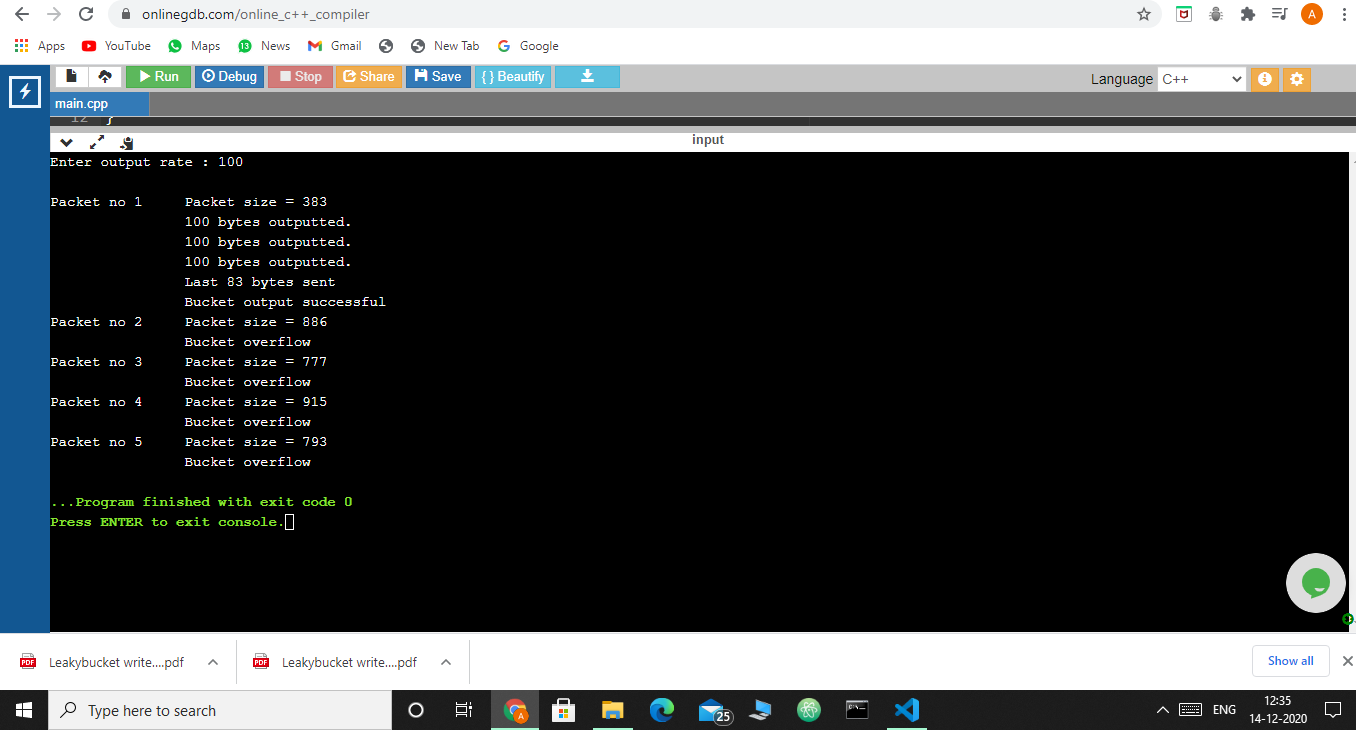 onlinegdb.com/online_c++_compiler
A
Apps YouTube Maps 13 News Gmail New Tab Google
Run Debug Stop Share Save { } Beautify
Language C++
main.cpp
12 }
input
Enter output rate : 100
Packet no 1 Packet size = 383
100 bytes outputted.
100 bytes outputted.
100 bytes outputted.
Last 83 bytes sent
Bucket output successful
Packet no 2 Packet size = 886
Bucket overflow
Packet no 3 Packet size = 777
Bucket overflow
Packet no 4 Packet size = 915
Bucket overflow
Packet no 5 Packet size = 793
Bucket overflow
...Program finished with exit code 0
Press ENTER to exit console.
PDF Leakybucket write....pdf PDF Leakybucket write....pdf Show all
Type here to search
A
25
ENG
12:35
14-12-2020